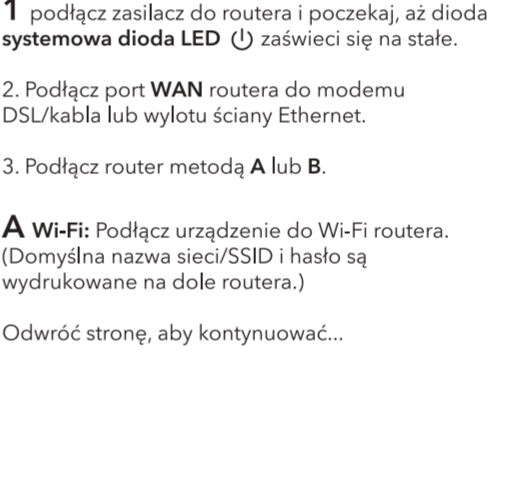 1 podłącz zasilacz do routera i poczekaj, aż dioda
systemowa dioda LED zaświeci się na stałe.
2. Podłącz port WAN routera do modemu
DSL/kabla lub wylotu ściany Ethernet.
3. Podłącz router metodą A lub B.
A Wi-Fi: Podłącz urządzenie do Wi-Fi routera.
(Domyślna nazwa sieci/SSID i hasło są
wydrukowane na dole routera.)
Odwróć stronę, aby kontynuować...